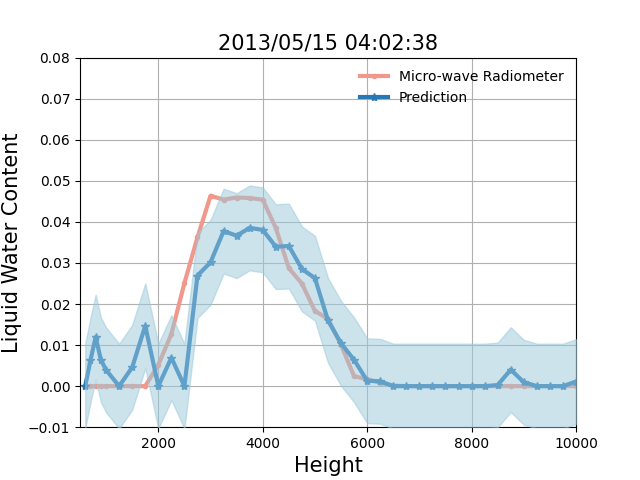 2013/05/15 04:02:38
Micro-wave Radiometer
Prediction
Liquid Water Content
0.08
0.07
0.06
0.05
0.04
0.03
0.02
0.01
0.00
−0.01
2000 4000 6000 8000 10000
Height